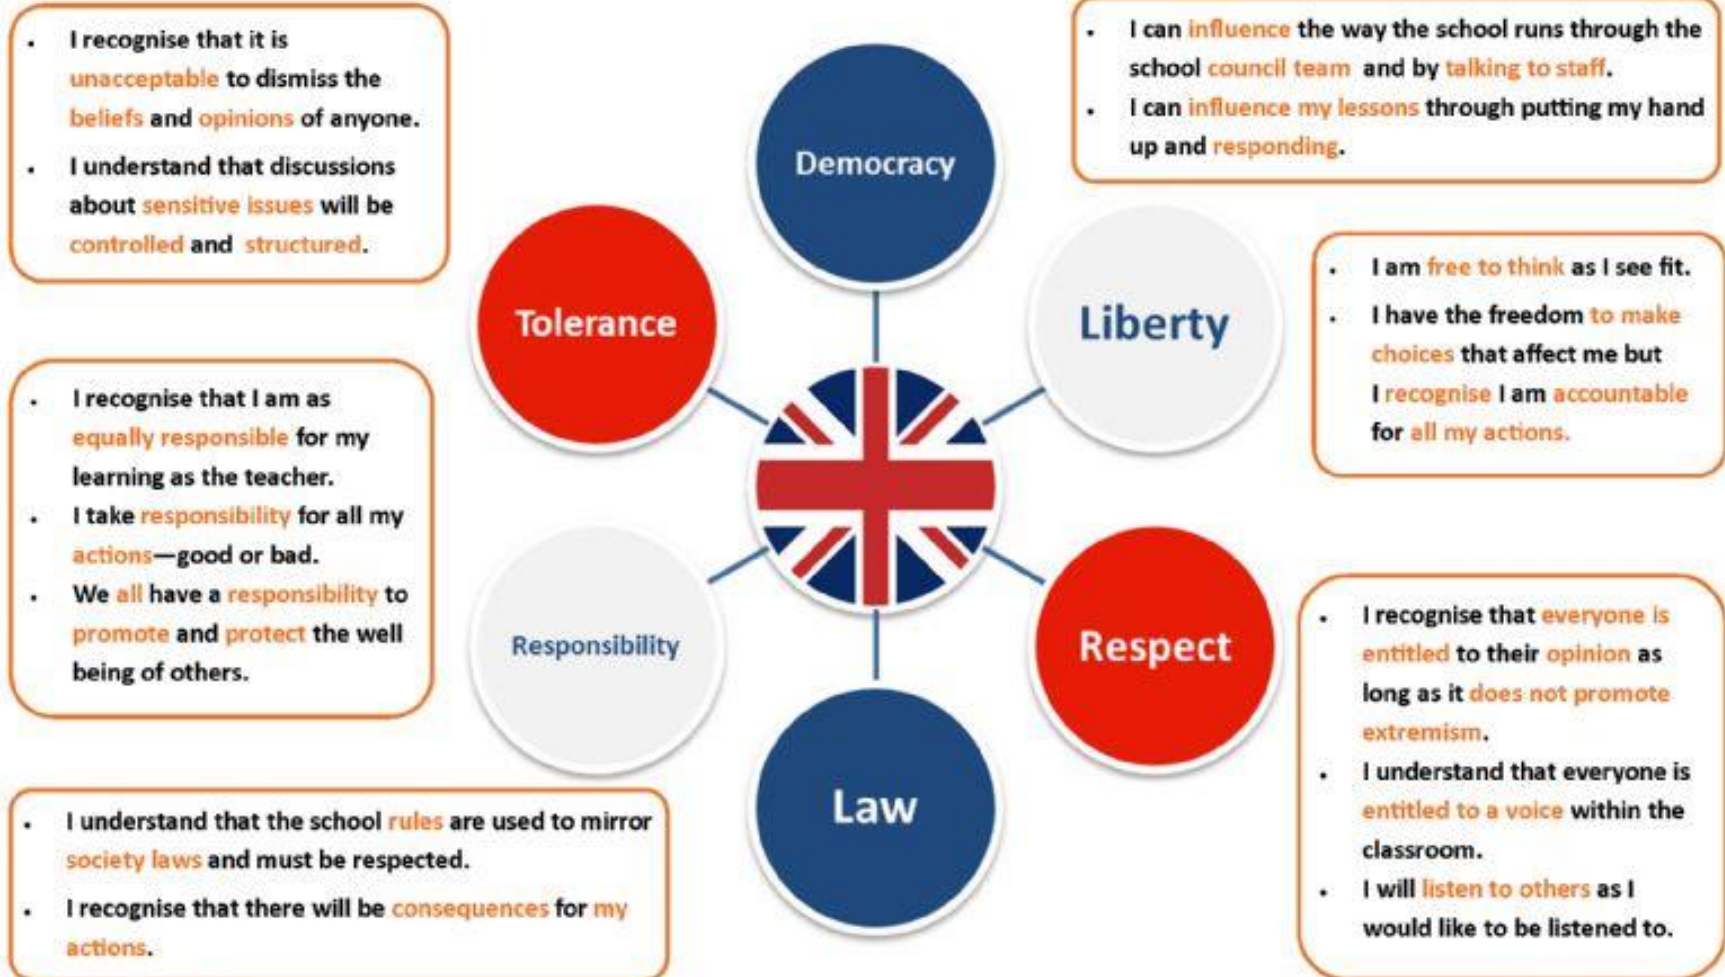 • I recognise that it is
unacceptable to dismiss the
beliefs and opinions of anyone.
• I understand that discussions
about sensitive issues will be
controlled and structured.
Democracy
• I can influence the way the school runs through the
school council team and by talking to staff.
• I can influence my lessons through putting my hand
up and responding.
Tolerance
Liberty
• I am free to think as I see fit.
• I have the freedom to make
choices that affect me but
I recognise I am accountable
for all my actions.
• I recognise that I am as
equally responsible for my
learning as the teacher.
• I take responsibility for all my
actions—good or bad.
• We all have a responsibility to
promote and protect the well
being of others.
Responsibility
Respect
• I recognise that everyone is
entitled to their opinion as
long as it does not promote
extremism.
• I understand that everyone is
entitled to a voice within the
classroom.
• I will listen to others as I
would like to be listened to.
Law
• I understand that the school rules are used to mirror
society laws and must be respected.
• I recognise that there will be consequences for my
actions.